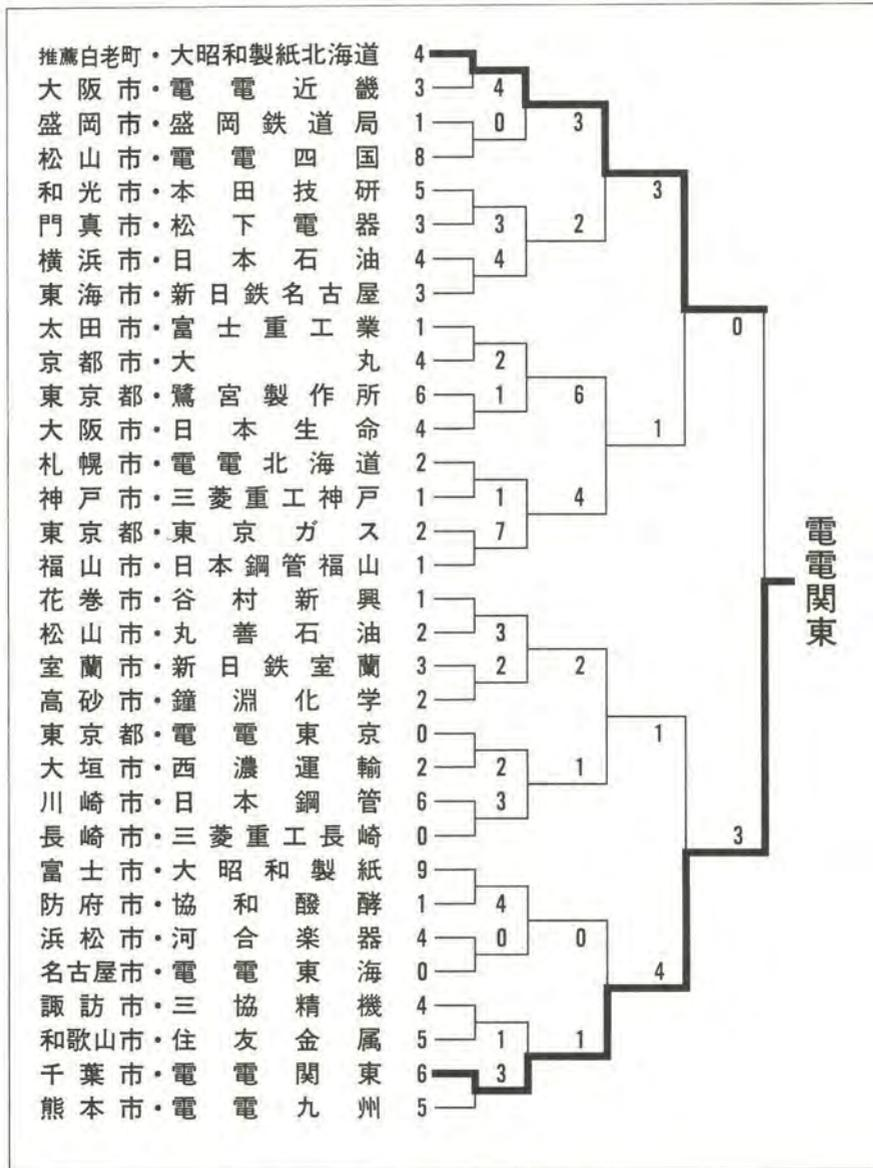 推薦白老町・大昭和製紙北海道 4
大阪市・電電近畿 3
4
盛岡市・盛岡鉄道局 1
0
3
松山市・電電四国 8
和光市・本田技研 5
3
門真市・松下電器 3
3
2
横浜市・日本石油 4
4
東海市・新日鉄名古屋 3
太田市・富士重工業 1
0
京都市・大丸 4
2
東京都・鷺宮製作所 6
1
6
大阪市・日本生命 4
1
札幌市・電電北海道 2
神戸市・三菱重工神戸 1
1
4
東京都・東京ガス 2
7
福山市・日本鋼管福山 1
電電関東
花巻市・谷村新興 1
松山市・丸善石油 2
3
室蘭市・新日鉄室蘭 3
2
2
高砂市・鐘淵化学 2
東京都・電電東京 0
1
大垣市・西濃運輸 2
2
1
川崎市・日本鋼管 6
3
長崎市・三菱重工長崎 0
3
富士市・大昭和製紙 9
防府市・協和醱酵 1
4
浜松市・河合楽器 4
0
0
名古屋市・電電東海 0
4
諏訪市・三協精機 4
和歌山市・住友金属 5
1
1
千葉市・電電関東 6
3
熊本市・電電九州 5